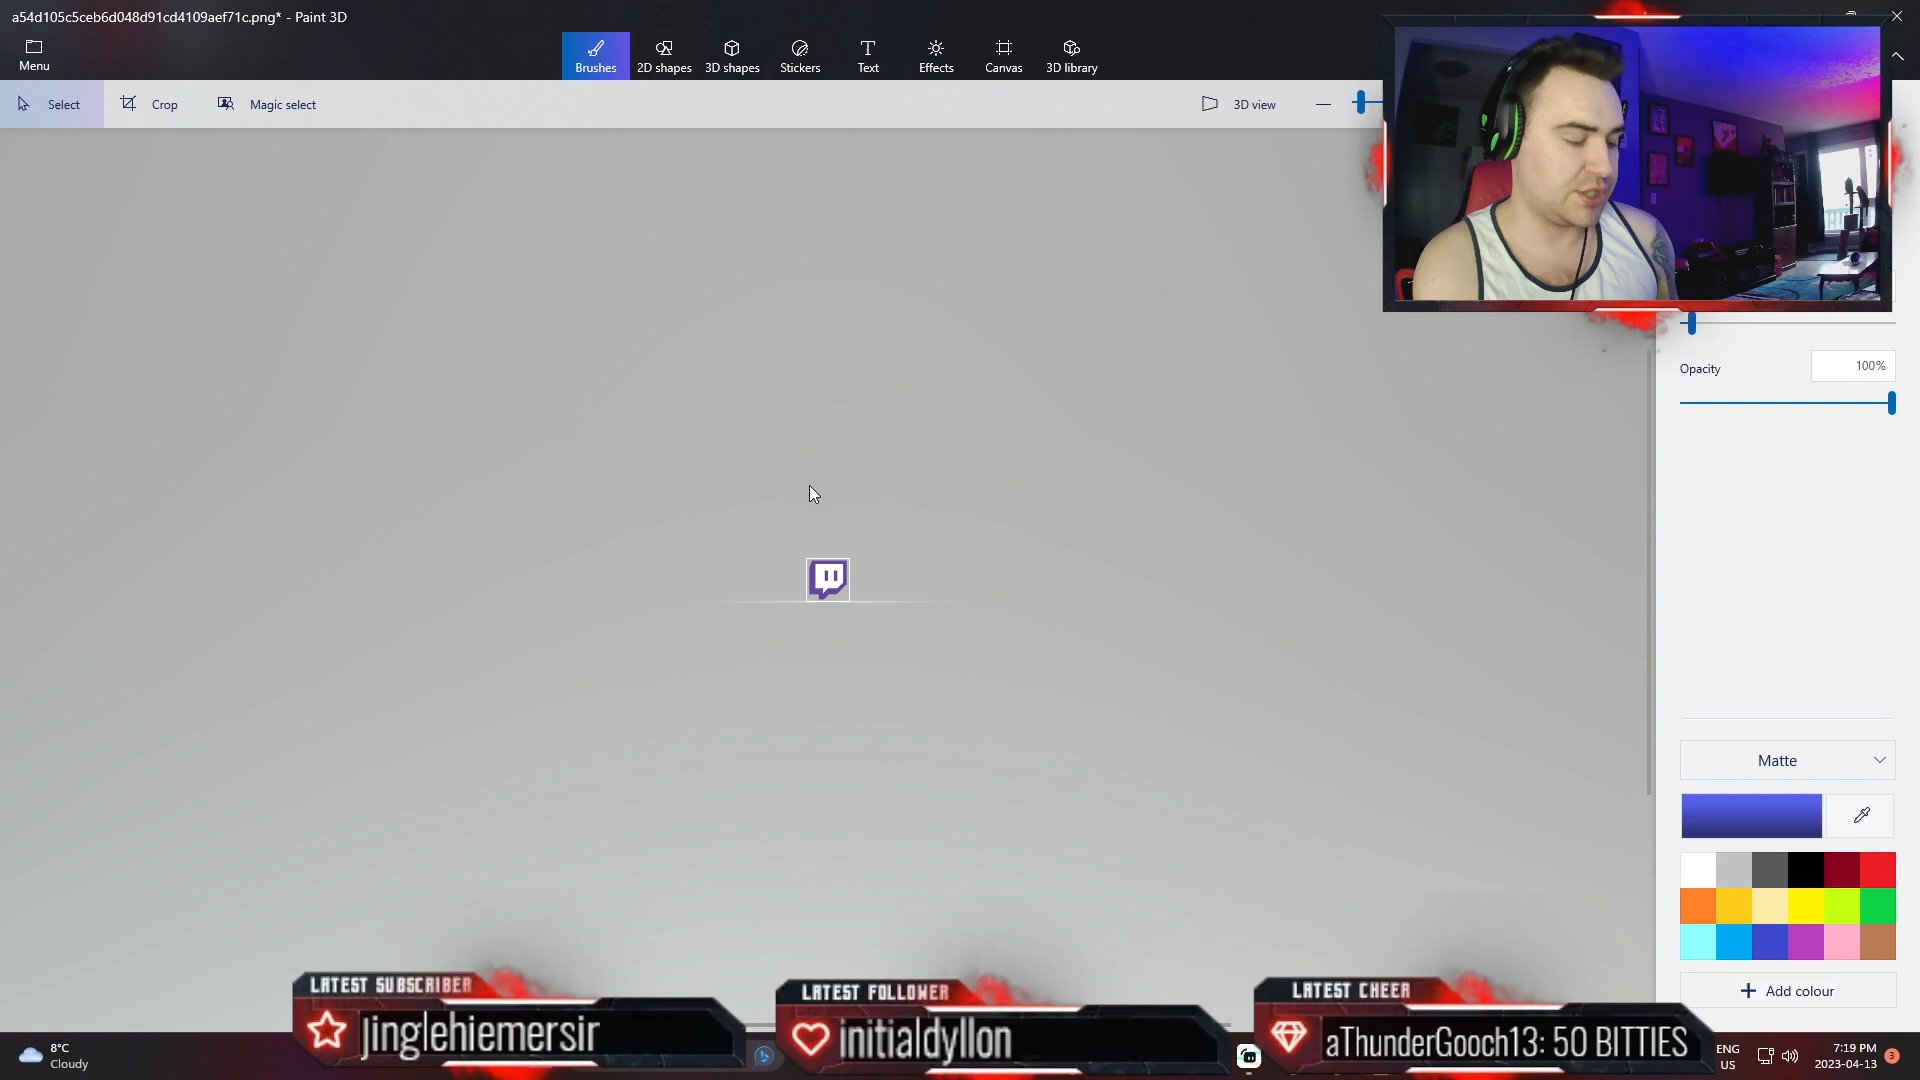 a54d105c5ceb6d048d91cd4109aef71c.png* - Paint 3D
Menu
Brushes
2D shapes
3D shapes
Stickers
Text
Effects
Canvas
3D library
Select
Crop
Magic select
3D view
Opacity
100%
Matte
Add colour
LATEST SUBSCRIBER
Jinglehiemersir
LATEST FOLLOWER
initialdyllon
LATEST CHEER
aThunderGooch13: 50 BITTIES
8°C
Cloudy
ENG
US
7:19 PM
2023-04-13
3